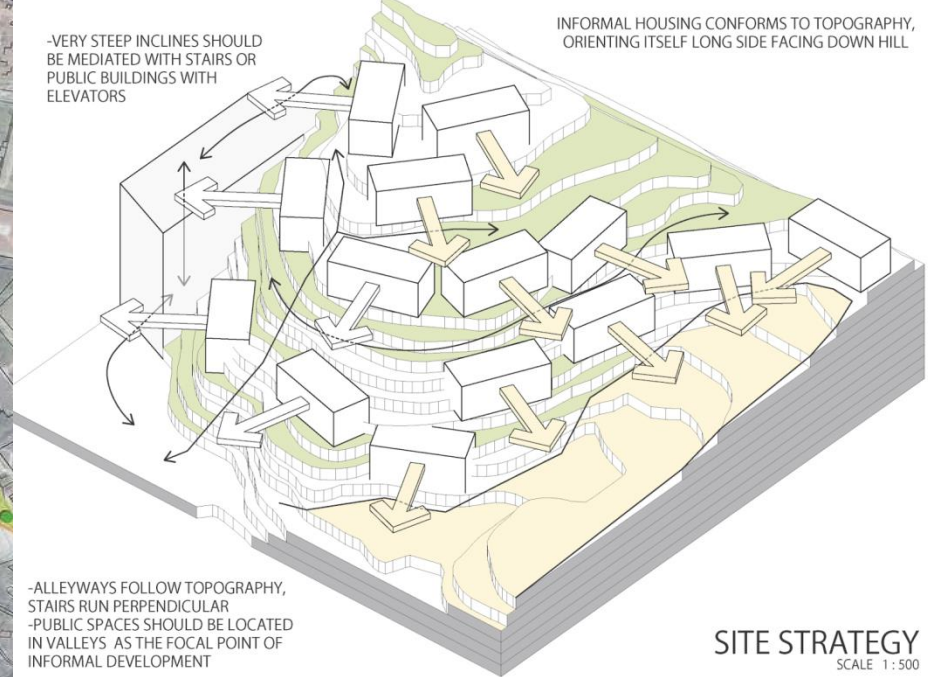 -VERY STEEP INCLINES SHOULD
BE MEDIATED WITH STAIRS OR
PUBLIC BUILDINGS WITH
ELEVATORS
INFORMAL HOUSING CONFORMS TO TOPOGRAPHY,
ORIENTING ITSELF LONG SIDE FACING DOWN HILL
-ALLEYWAYS FOLLOW TOPOGRAPHY,
STAIRS RUN PERPENDICULAR
-PUBLIC SPACES SHOULD BE LOCATED
IN VALLEYS AS THE FOCAL POINT OF
INFORMAL DEVELOPMENT
SITE STRATEGY
SCALE 1 : 500